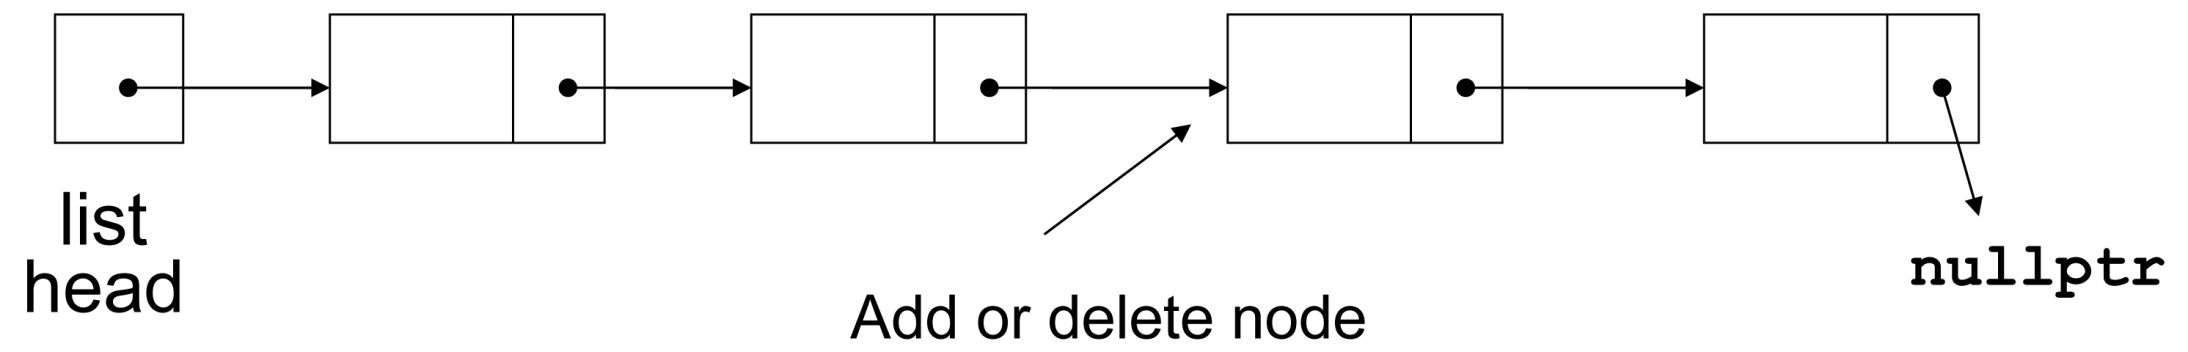 list
head
Add or delete node
nullptr